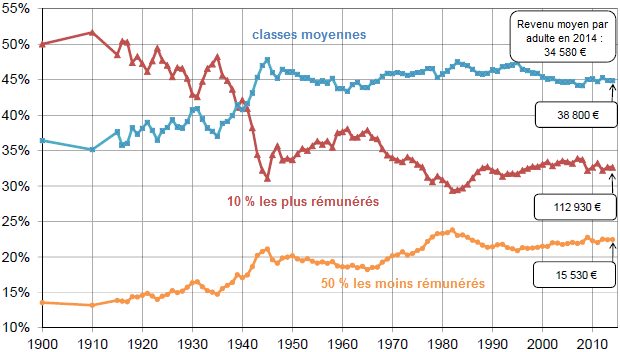 55%
50%
45%
40%
35%
31%
25%
20%
15%
10%
1900 1910 1920 1930 1940 1950 1960 1970 1980 1990 2000 2010
classes moyennes
Revenu moyen par
adulte en 2014 :
34 580 €
38 800 €
10 % les plus rémunérés
112 930 €
15 530 €
50 % les moins rémunérés